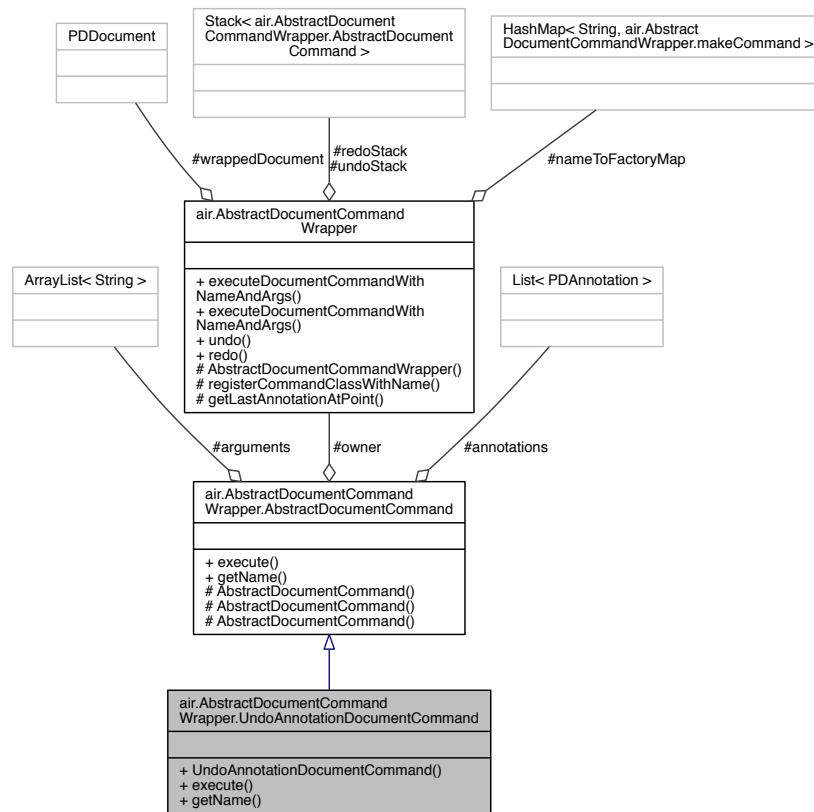 PDDocument
Stack< air.AbstractDocument
CommandWrapper.AbstractDocument
Command >
HashMap< String, air.Abstract
DocumentCommandWrapper.makeCommand >
#wrappedDocument
#redoStack
#undoStack
#nameToFactoryMap
air.AbstractDocumentCommand
Wrapper
+ executeDocumentCommandWith
NameAndArgs()
+ executeDocumentCommandWith
NameAndArgs()
+ undo()
+ redo()
# AbstractDocumentCommandWrapper()
# registerCommandClassWithName()
# getLastAnnotationAtPoint()
ArrayList< String >
List< PDAnnotation >
#arguments
#owner
#annotations
air.AbstractDocumentCommand
Wrapper.AbstractDocumentCommand
+ execute()
+ getName()
# AbstractDocumentCommand()
# AbstractDocumentCommand()
# AbstractDocumentCommand()
air.AbstractDocumentCommand
Wrapper.UndoAnnotationDocumentCommand
+ UndoAnnotationDocumentCommand()
+ execute()
+ getName()